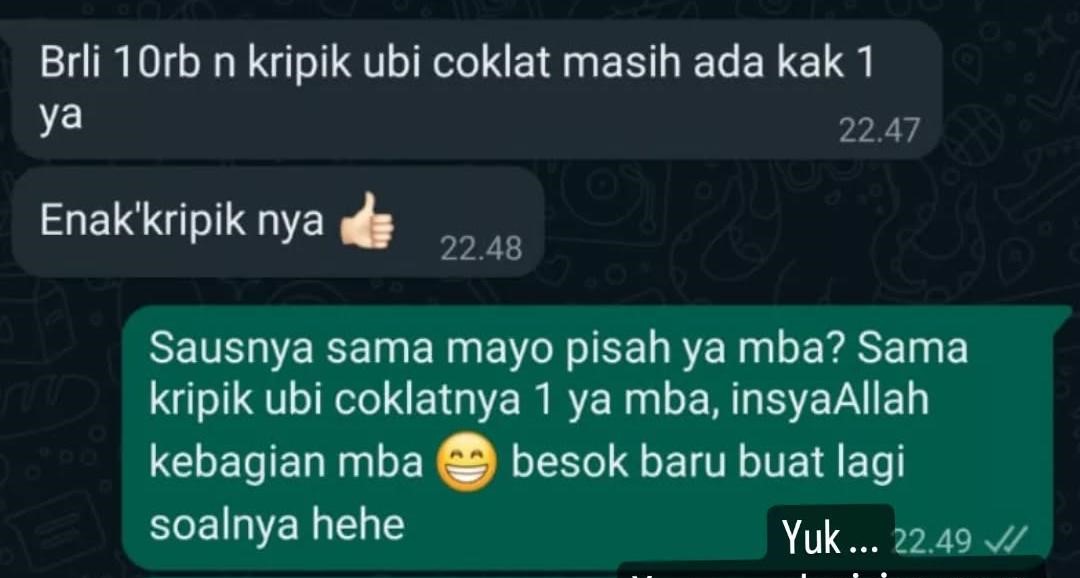 Brli 10rb n kripik ubi coklat masih ada kak 1
ya
22.47
Enak'kripik nya 👍🏻
22.48
Sausnya sama mayo pisah ya mba? Sama
kripik ubi coklatnya 1 ya mba, insyaAllah
kebagian mba 😁 besok baru buat lagi
soalnya hehe
Yuk ... 22.49